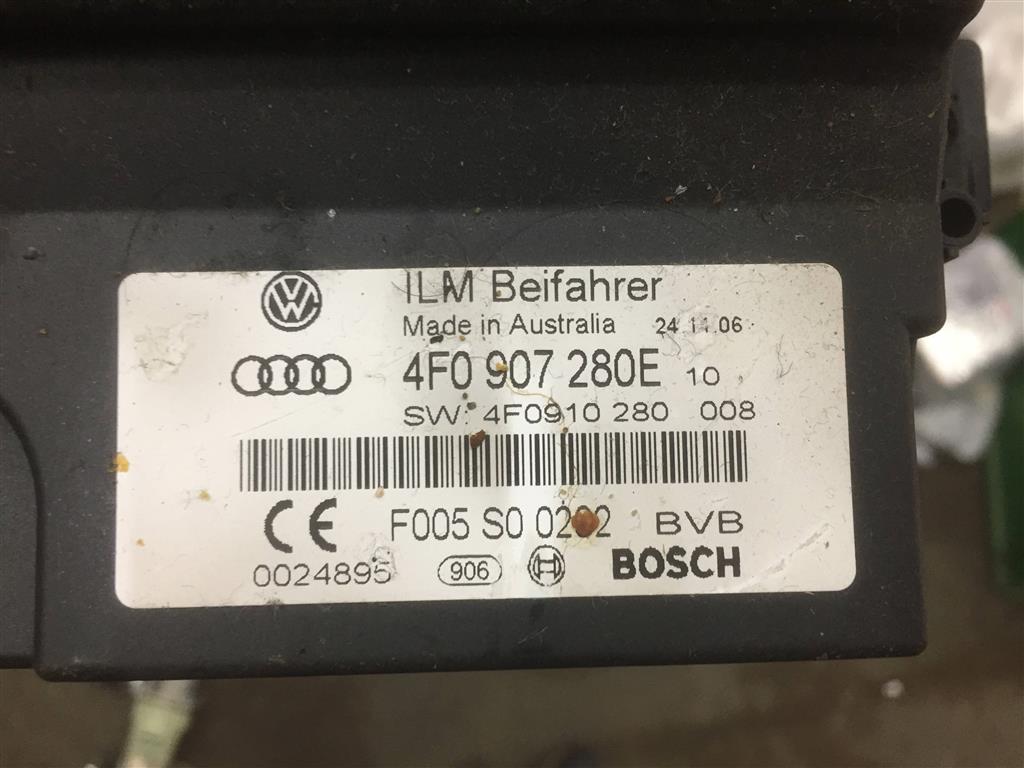 ILM Beifahrer
Made in Australia 24 11.06
4F0 907 280E 10
SW: 4F0910 280 008
CE F005 S0 BVB
0024895 906 BOSCH